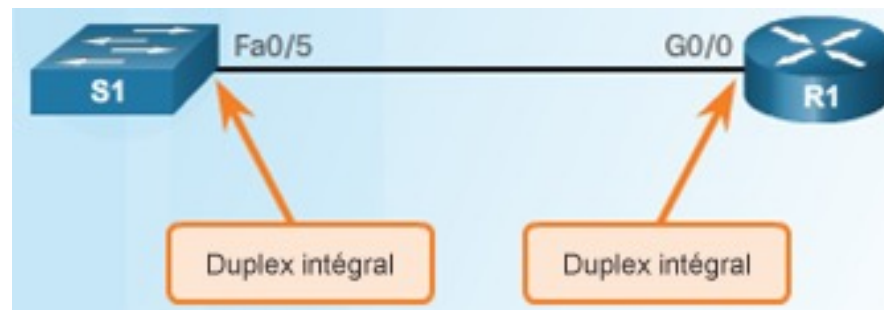 Fa0/5
G0/0
S1
R1
Duplex intégral
Duplex intégral